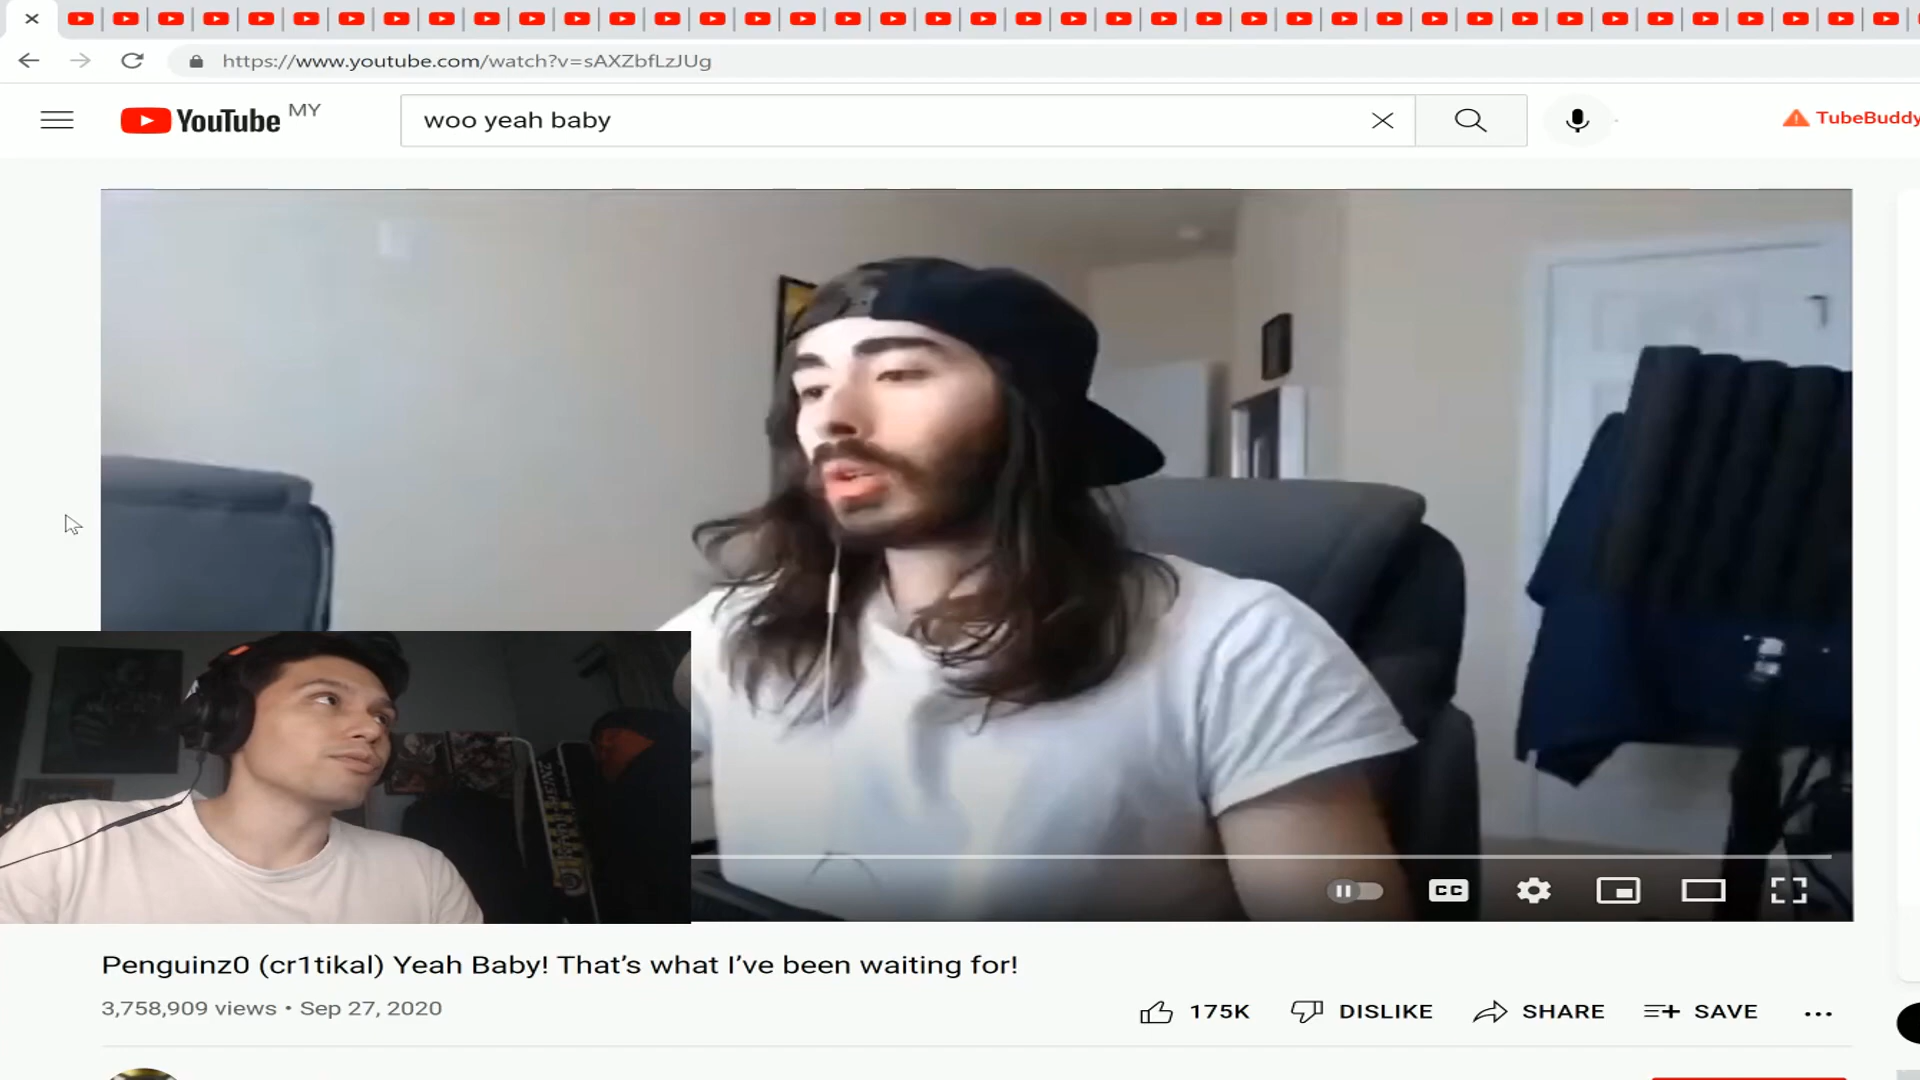 https://www.youtube.com/watch?v=sAXZbfLzJUg
YouTube MY
woo yeah baby
TubeBuddy
CC
Penguinz0 (cr1tikal) Yeah Baby! That’s what I’ve been waiting for!
3,758,909 views • Sep 27, 2020
175K DISLIKE SHARE SAVE